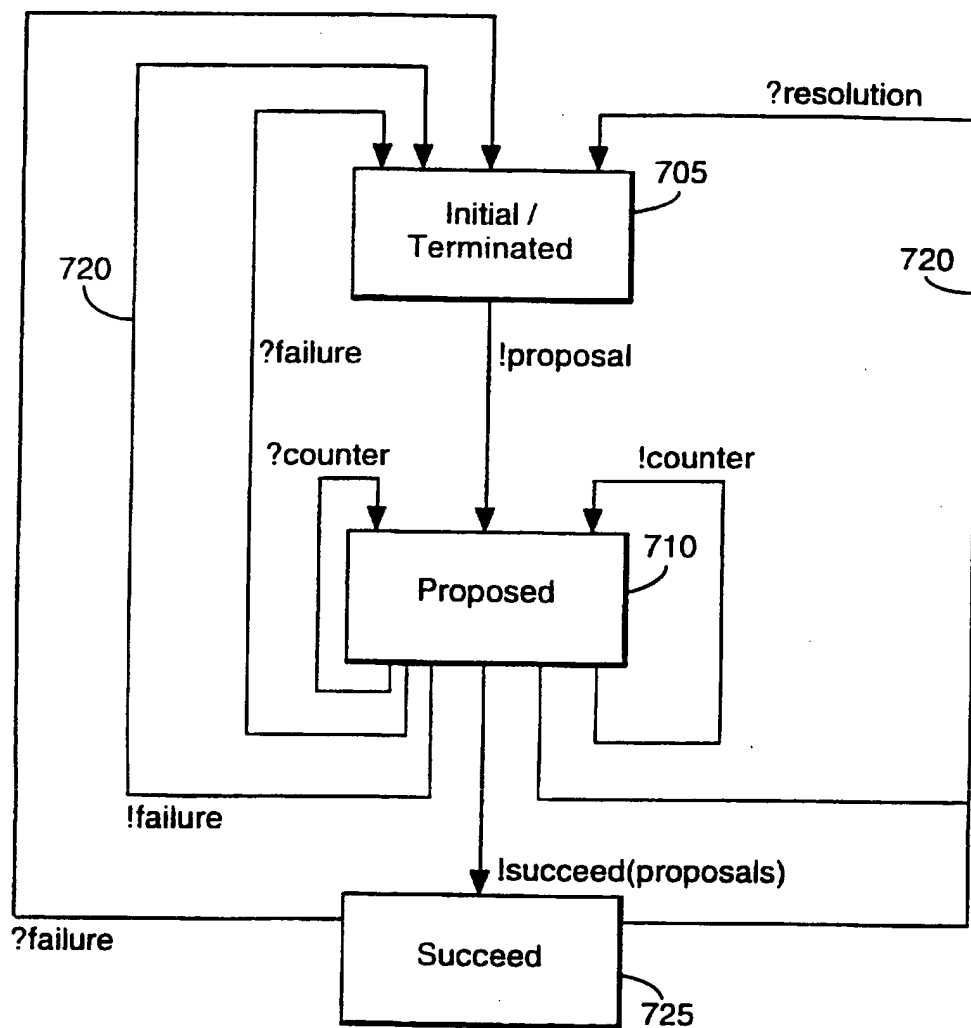 ?resolution
705
Initial /
Terminated
720
720
?failure
!proposal
?counter
!counter
710
Proposed
!failure
!succeed(proposals)
?failure
Succeed
725